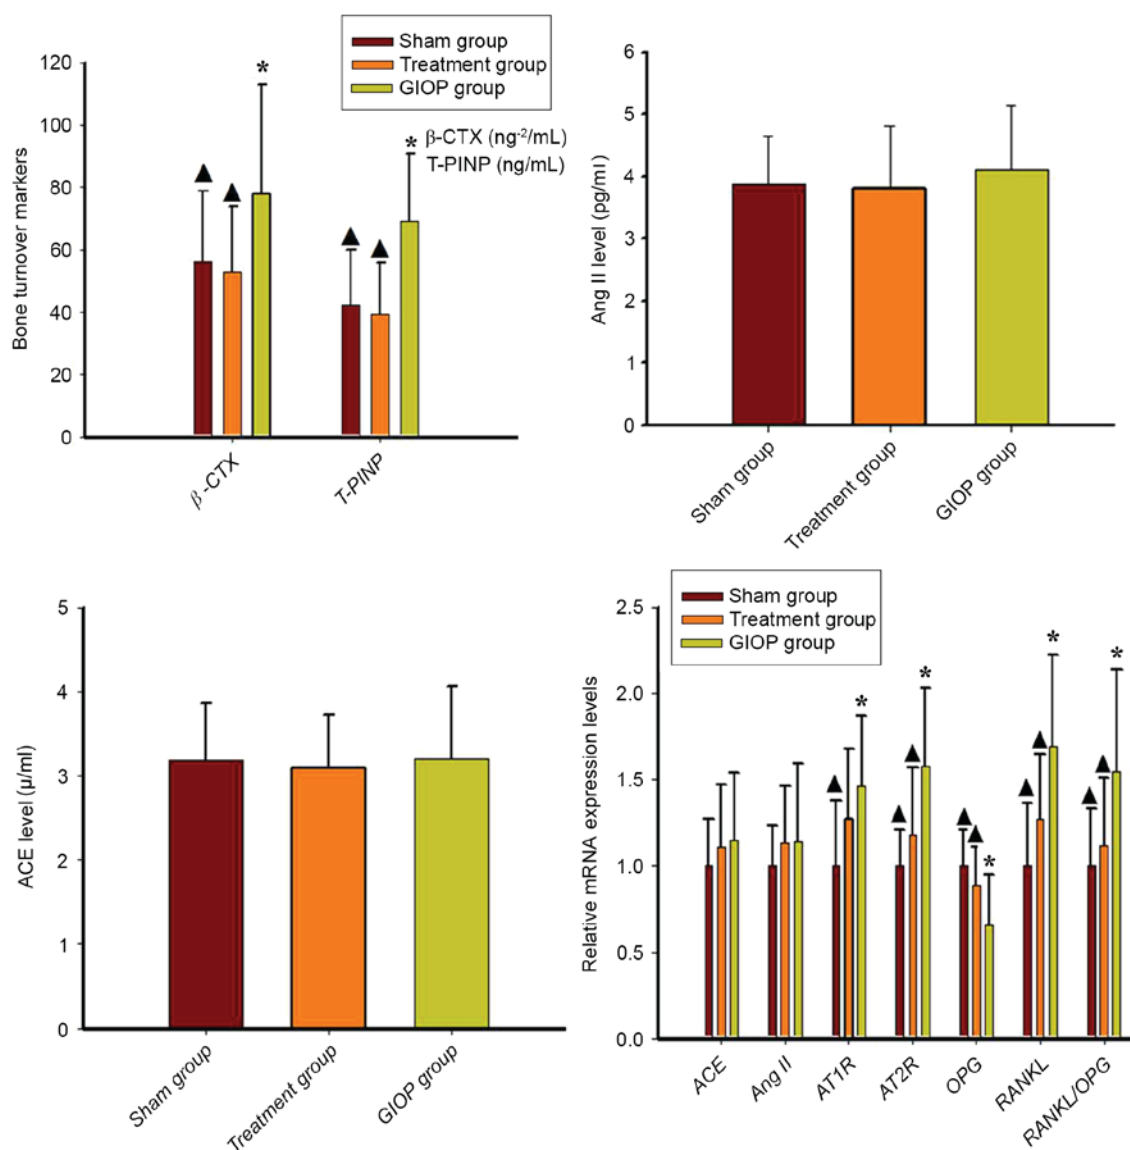 Sham group
Treatment group
GIOP group
120
100
80
60
40
20
0
Bone turnover markers
*
* β-CTX (ng⁻²/mL)
T-PINP (ng/mL)
β-CTX
T-PINP
6
5
4
3
2
1
0
Ang II level (pg/ml)
Sham group
Treatment group
GIOP group
5
4
3
2
1
0
ACE level (μ/ml)
Sham group
Treatment group
GIOP group
Sham group
Treatment group
GIOP group
2.5
2.0
1.5
1.0
0.5
0.0
Relative mRNA expression levels
* * * * *
ACE
Ang II
AT1R
AT2R
OPG
RANKL
RANKL/OPG